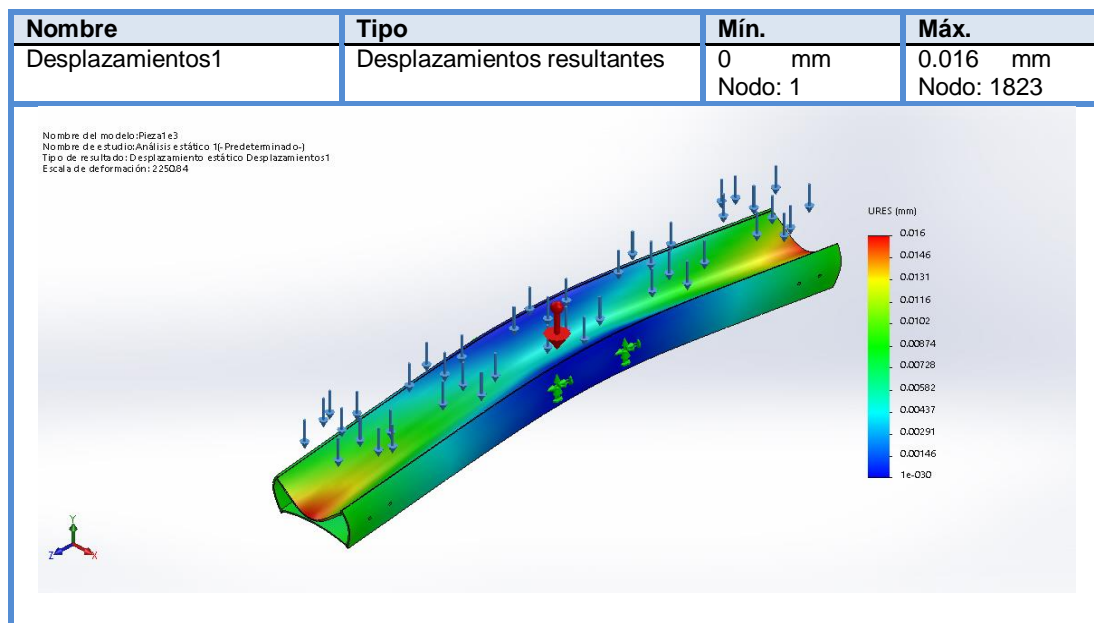 Nombre Tipo Mín. Máx.
Desplazamientos1 Desplazamientos resultantes 0 mm 0.016 mm
Nodo: 1 Nodo: 1823
Nombre del modelo:Pieza1e3
Nombre de estudio:Análisis estático 1(-Predeterminado-)
Tipo de resultado: Desplazamiento estático Desplazamientos1
Escala de deformación: 2250.84
URES (mm)
0.016
0.0146
0.0131
0.0116
0.0102
0.00874
0.00728
0.00582
0.00437
0.00291
0.00146
1e-030
Y
Z X